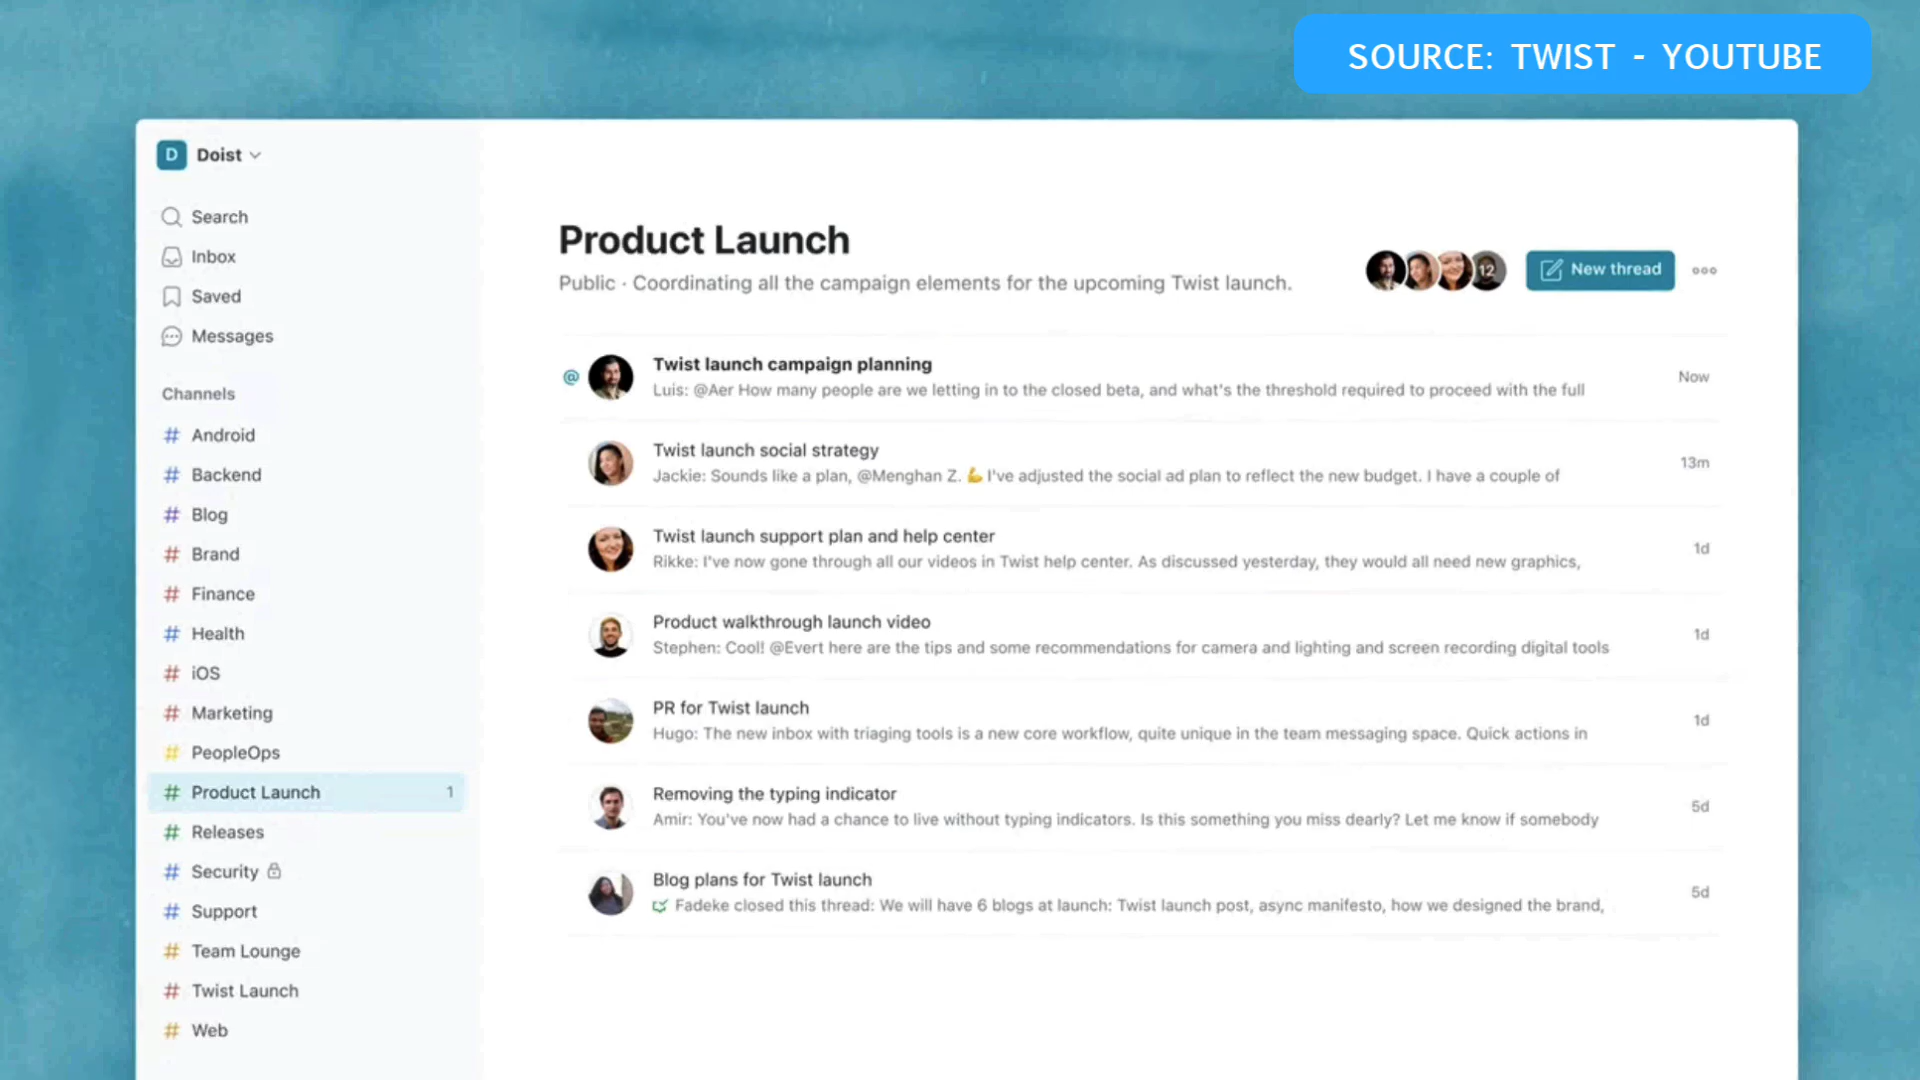 SOURCE: TWIST - YOUTUBE
D Doist
Search
Inbox
Saved
Messages
Channels
# Android
# Backend
# Blog
# Brand
# Finance
# Health
# iOS
# Marketing
# PeopleOps
# Product Launch 1
# Releases
# Security
# Support
# Team Lounge
# Twist Launch
# Web
Product Launch
Public · Coordinating all the campaign elements for the upcoming Twist launch.
12
New thread
@ Twist launch campaign planning
Luis: @Aer How many people are we letting in to the closed beta, and what's the threshold required to proceed with the full
Now
Twist launch social strategy
Jackie: Sounds like a plan, @Menghan Z. 💪 I've adjusted the social ad plan to reflect the new budget. I have a couple of
13m
Twist launch support plan and help center
Rikke: I've now gone through all our videos in Twist help center. As discussed yesterday, they would all need new graphics,
1d
Product walkthrough launch video
Stephen: Cool! @Evert here are the tips and some recommendations for camera and lighting and screen recording digital tools
1d
PR for Twist launch
Hugo: The new inbox with triaging tools is a new core workflow, quite unique in the team messaging space. Quick actions in
1d
Removing the typing indicator
Amir: You've now had a chance to live without typing indicators. Is this something you miss dearly? Let me know if somebody
5d
Blog plans for Twist launch
Fadeke closed this thread: We will have 6 blogs at launch: Twist launch post, async manifesto, how we designed the brand,
5d